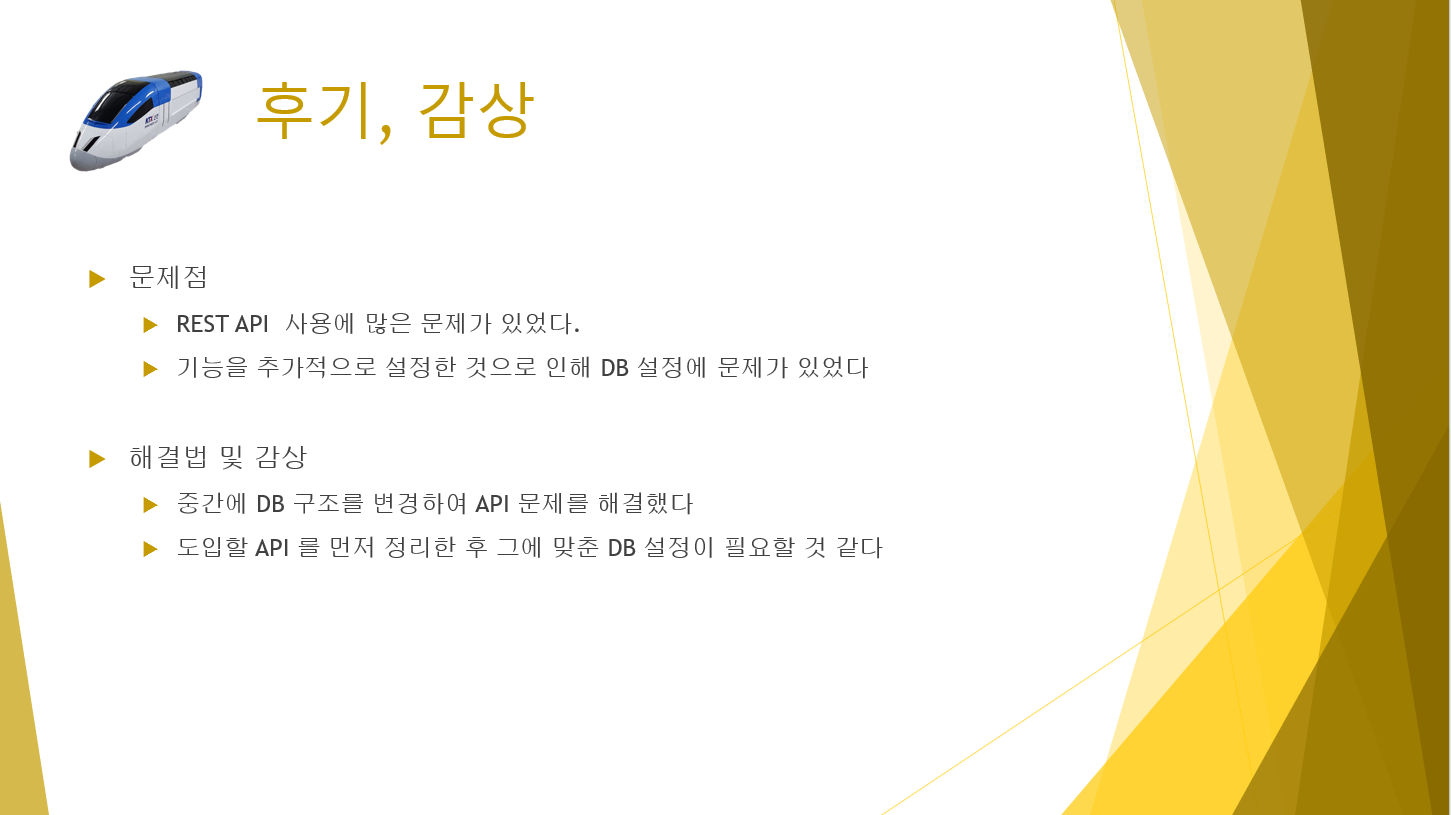 후기, 감상
문제점
REST API 사용에 많은 문제가 있었다.
기능을 추가적으로 설정한 것으로 인해 DB 설정에 문제가 있었다
해결법 및 감상
중간에 DB 구조를 변경하여 API 문제를 해결했다
도입할 API 를 먼저 정리한 후 그에 맞춘 DB 설정이 필요할 것 같다